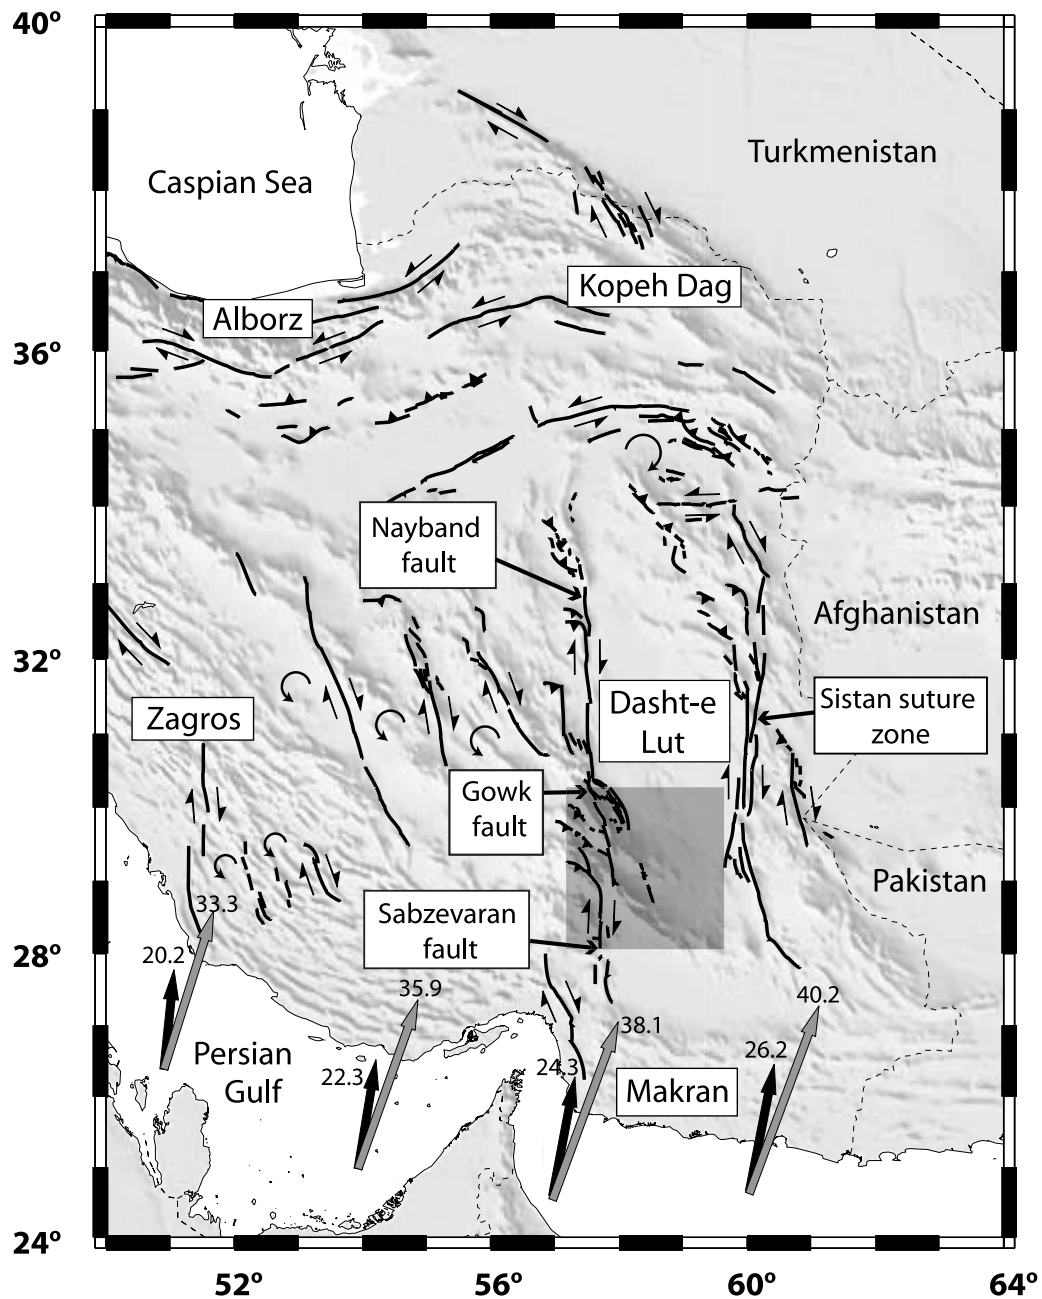 40º
Turkmenistan
Caspian Sea
Kopeh Dag
Alborz
36º
Nayband
fault
Afghanistan
32º
Sistan suture
zone
Dasht-e
Lut
Zagros
Gowk
fault
Pakistan
Sabzevaran
fault
33.3
28º
20.2
35.9
40.2
38.1
26.2
24.3
22.3
Persian
Gulf
Makran
24º
52º
56º
60º
64º